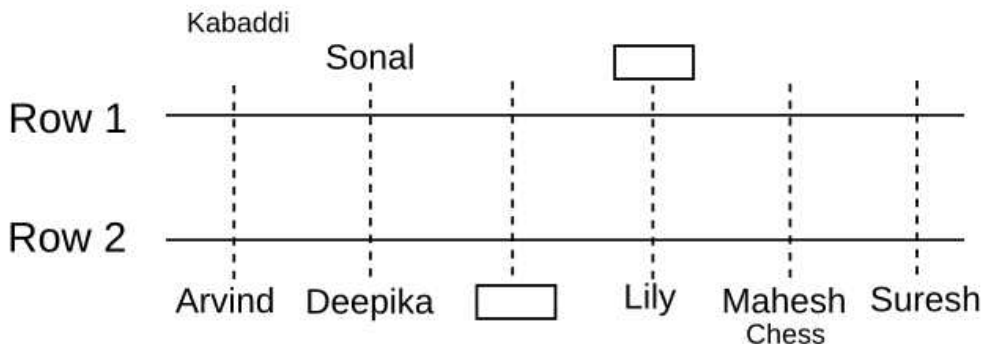 Kabaddi
Sonal
Row 1
Row 2
Arvind Deepika Lily Mahesh Suresh
Chess